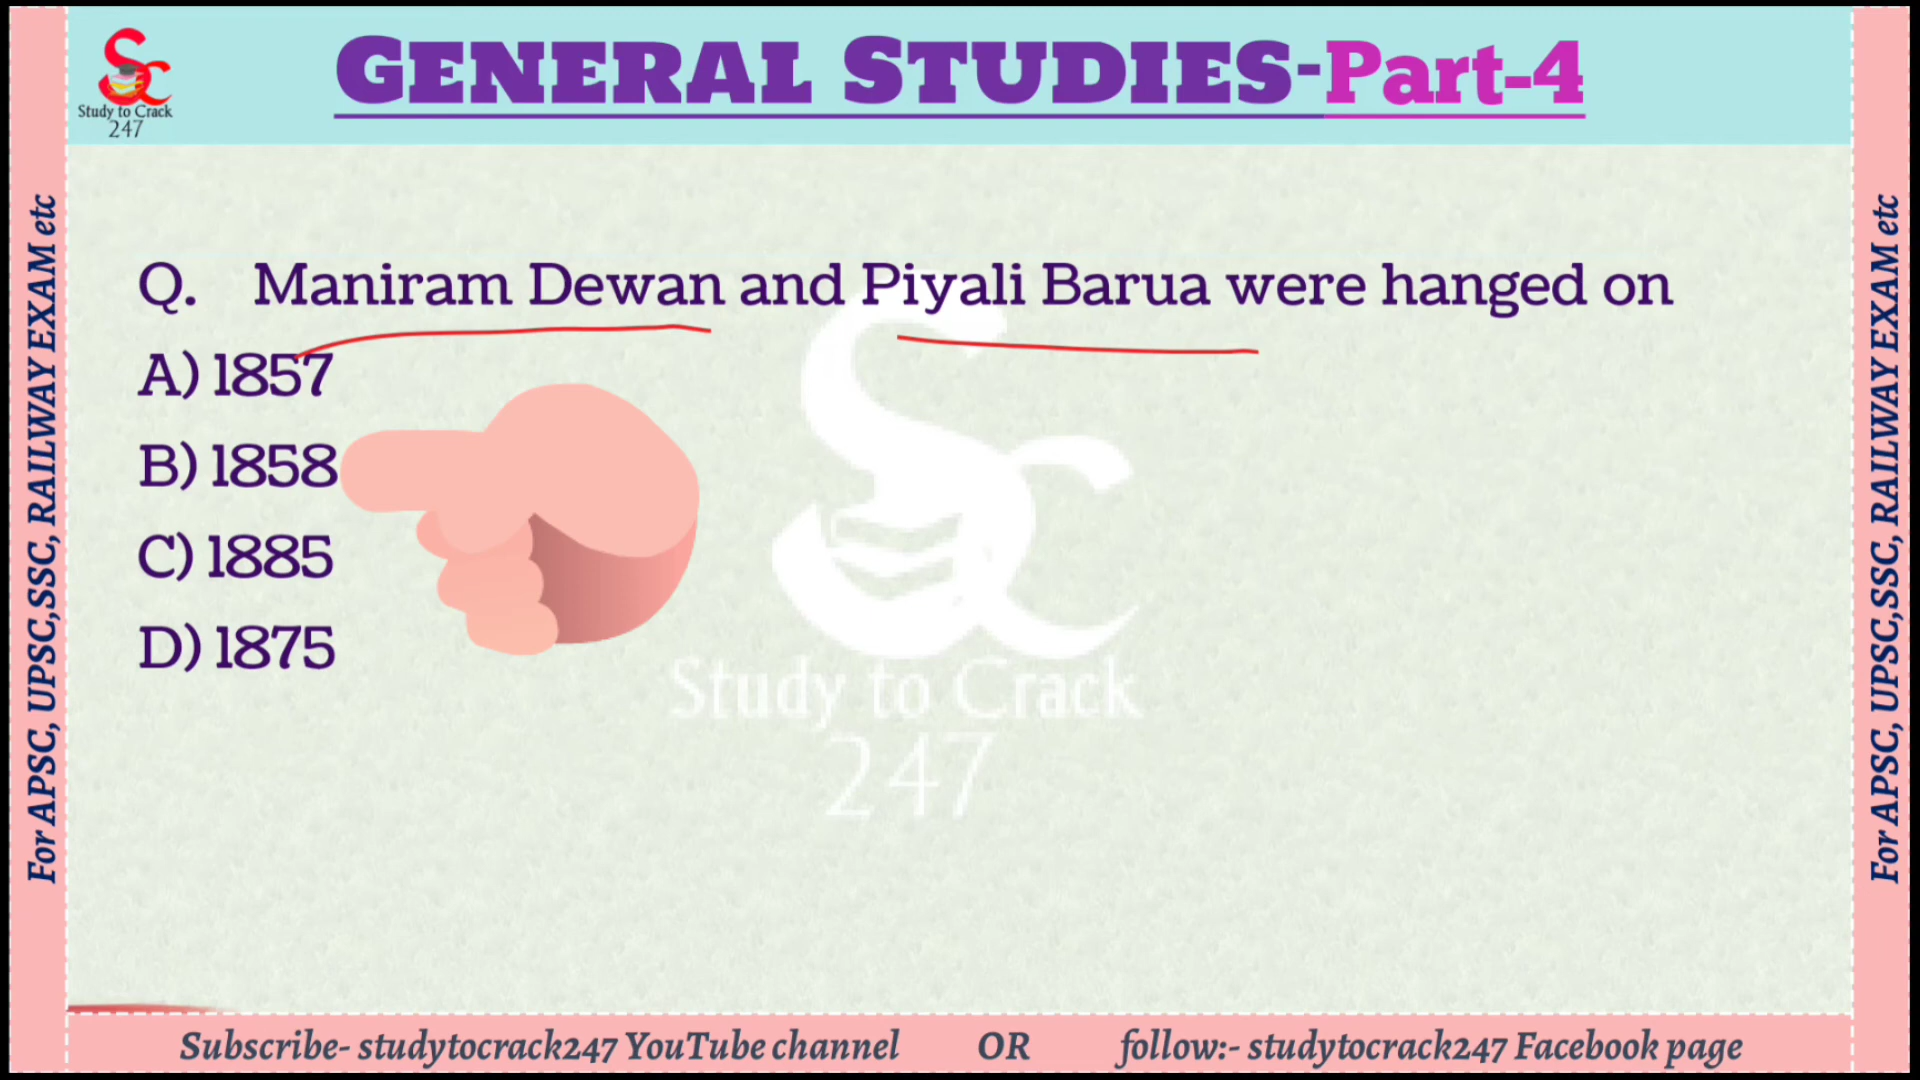 GENERAL STUDIES-Part-4
Study to Crack
247
Q. Maniram Dewan and Piyali Barua were hanged on
A) 1857
B) 1858
C) 1885
D) 1875
Study to Crack
247
For APSC, UPSC,SSC, RAILWAY EXAM etc
For APSC, UPSC,SSC, RAILWAY EXAM etc
Subscribe- studytocrack247 YouTube channel OR follow:- studytocrack247 Facebook page